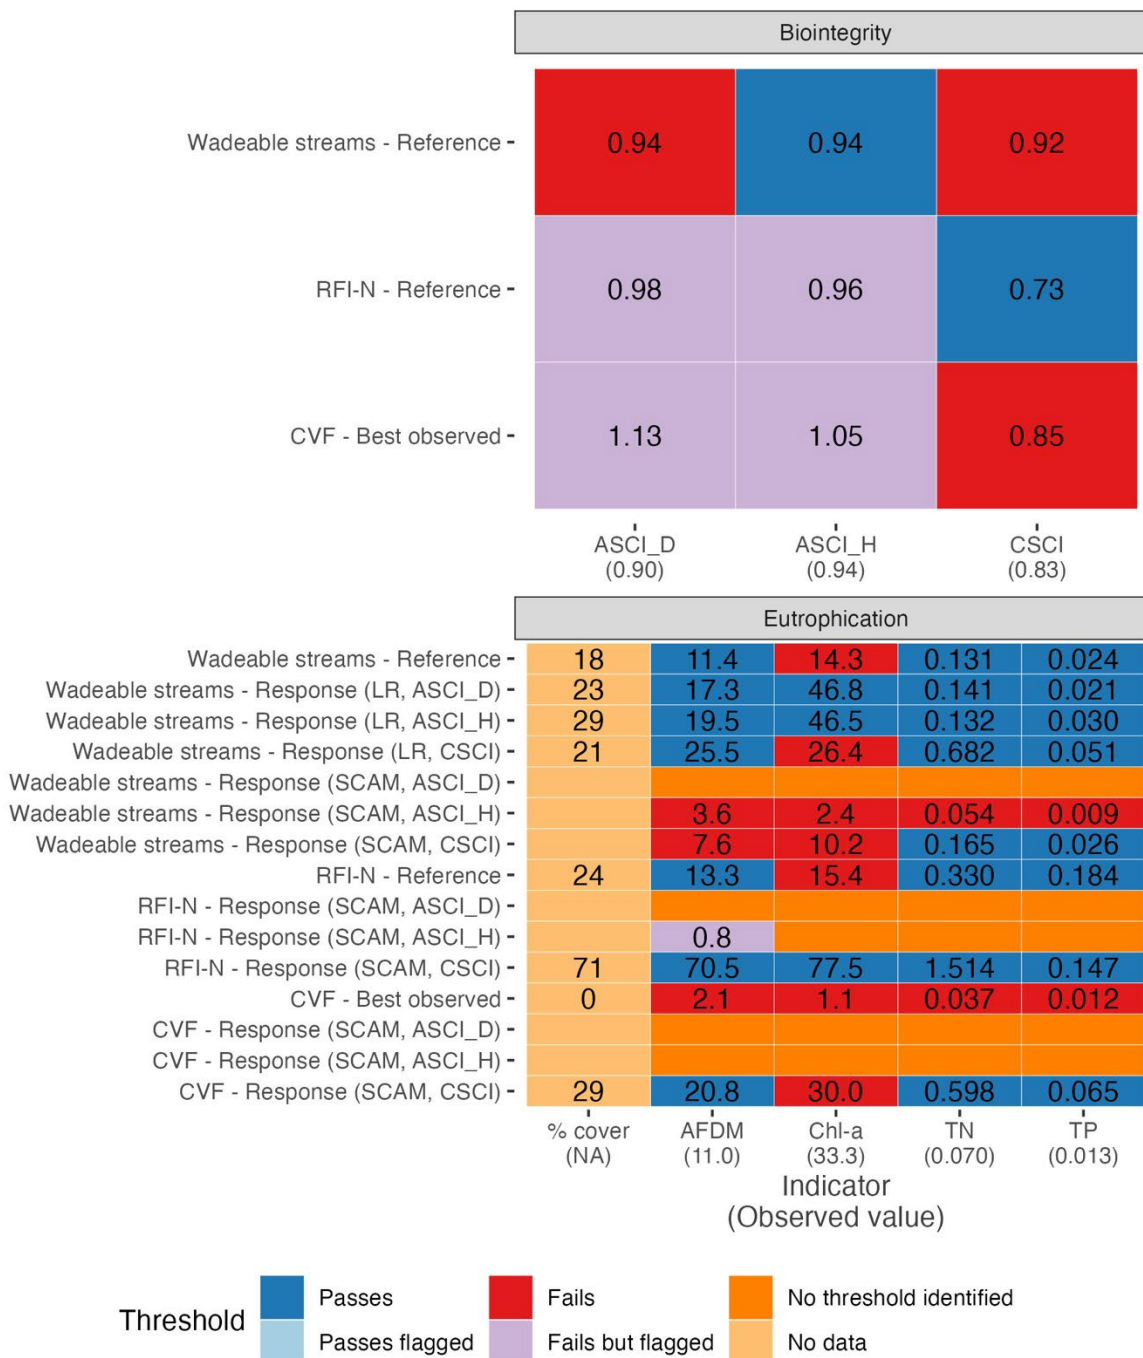 Biointegrity
Wadeable streams - Reference 0.94 0.94 0.92
RFI-N - Reference 0.98 0.96 0.73
CVF - Best observed 1.13 1.05 0.85
ASCI_D ASCI_H CSCI
(0.90) (0.94) (0.83)
Eutrophication
Wadeable streams - Reference 18 11.4 14.3 0.131 0.024
Wadeable streams - Response (LR, ASCI_D) 23 17.3 46.8 0.141 0.021
Wadeable streams - Response (LR, ASCI_H) 29 19.5 46.5 0.132 0.030
Wadeable streams - Response (LR, CSCI) 21 25.5 26.4 0.682 0.051
Wadeable streams - Response (SCAM, ASCI_D)
Wadeable streams - Response (SCAM, ASCI_H) 3.6 2.4 0.054 0.009
Wadeable streams - Response (SCAM, CSCI) 7.6 10.2 0.165 0.026
RFI-N - Reference 24 13.3 15.4 0.330 0.184
RFI-N - Response (SCAM, ASCI_D)
RFI-N - Response (SCAM, ASCI_H) 0.8
RFI-N - Response (SCAM, CSCI) 71 70.5 77.5 1.514 0.147
CVF - Best observed 0 2.1 1.1 0.037 0.012
CVF - Response (SCAM, ASCI_D)
CVF - Response (SCAM, ASCI_H)
CVF - Response (SCAM, CSCI) 29 20.8 30.0 0.598 0.065
% cover AFDM Chl-a TN TP
(NA) (11.0) (33.3) (0.070) (0.013)
Indicator
(Observed value)
Threshold
Passes Fails No threshold identified
Passes flagged Fails but flagged No data